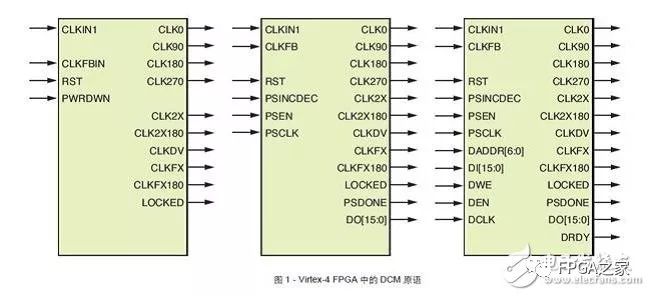 CLKIN1 CLK0
CLK90
CLKFBIN CLK180
RST CLK270
PWRDWN
CLK2X
CLK2X180
CLKDV
CLKFX
CLKFX180
LOCKED
CLKIN1 CLK0
CLKFB CLK90
CLK180
RST CLK270
PSINCDEC CLK2X
PSEN CLK2X180
PSCLK CLKDV
CLKFX
CLKFX180
LOCKED
PSDONE
DO[15:0]
CLKIN1 CLK0
CLKFB CLK90
CLK180
RST CLK270
PSINCDEC CLK2X
PSEN CLK2X180
PSCLK CLKDV
DADDR[6:0] CLKFX
DI[15:0] CLKFX180
DWE LOCKED
DEN PSDONE
DCLK DO[15:0]
DRDY
图 1 - Virtex-4 FPGA 中的 DCM 原语
FPGA之家